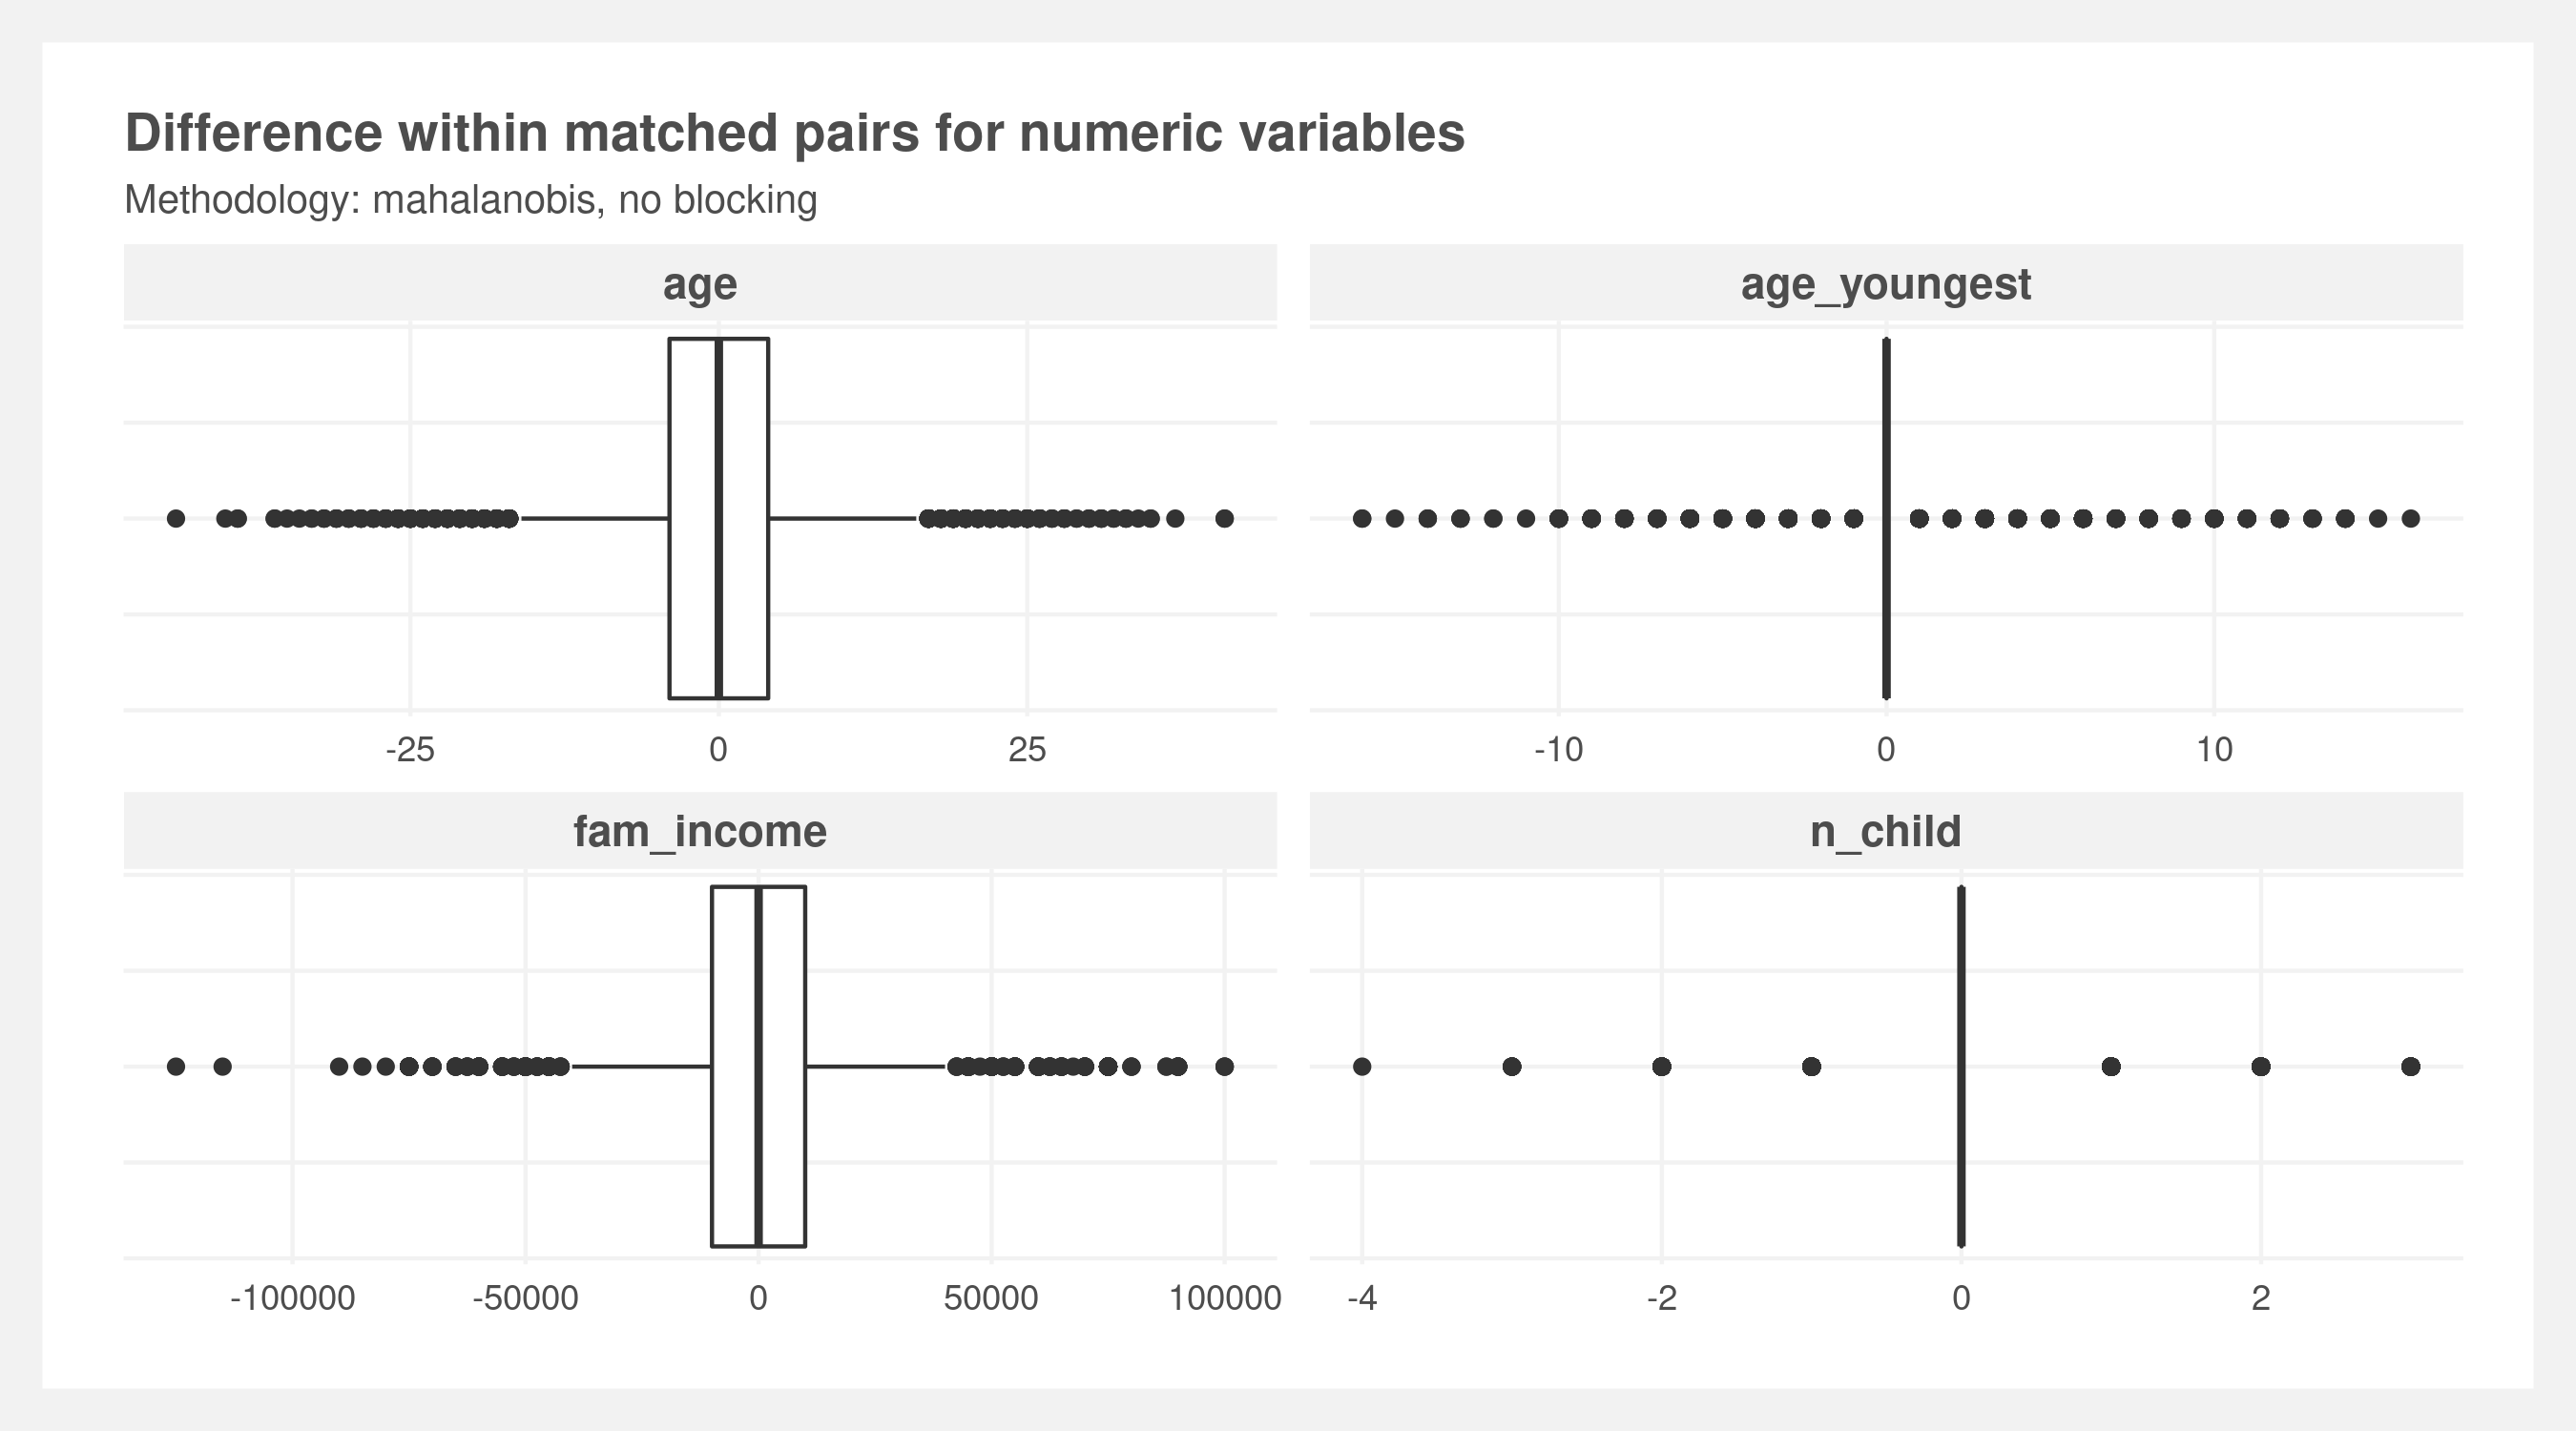 Difference within matched pairs for numeric variables
Methodology: mahalanobis, no blocking
age
age_youngest
-25 0 25
-10 0 10
fam_income
n_child
-100000 -50000 0 50000 100000
-4 -2 0 2